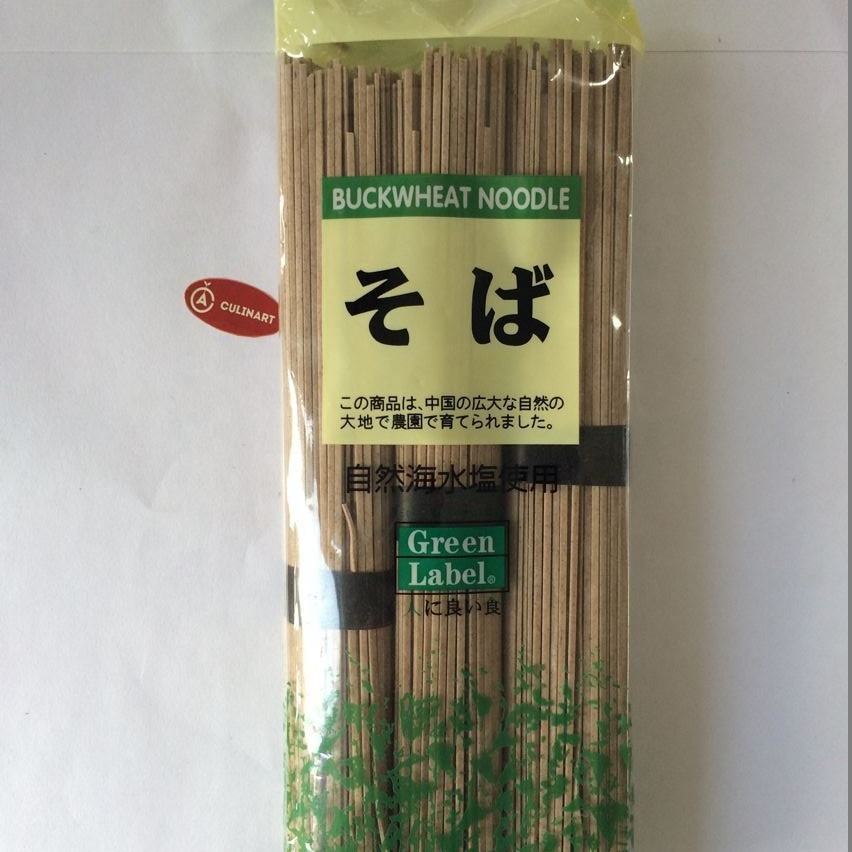 BUCKWHEAT NOODLE
そば
Ă CULINART
この商品は、中国の広大な自然の
大地で農園で育てられました。
自然海水塩使用
Green
Label®
人に良い良